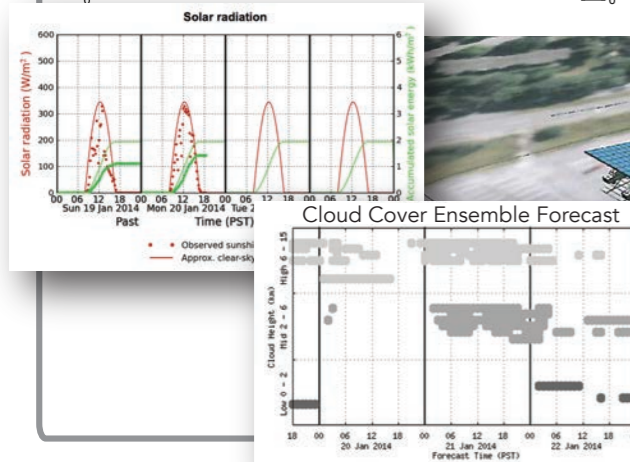 Solar radiation
600
500
400
300
200
100
0
6
5
4
3
2
1
0
Solar radiation (W/m²)
Accumulated solar energy (kWh/m²)
00 06 12 18 00 06 12 18 00 06 12 18 00 06 12 18 00
Sun 19 Jan 2014 Mon 20 Jan 2014 Tue 2
Past Time (PST)
Observed sunshi
Approx. clear-sky
Cloud Cover Ensemble Forecast
Cloud Height (km)
High 6 - 15
Mid 2 - 6
Low 0 - 2
18 00 06 12 18 00 06 12 18 00 06 12 18
20 Jan 2014 21 Jan 2014 22 Jan 2014
Forecast Time (PST)